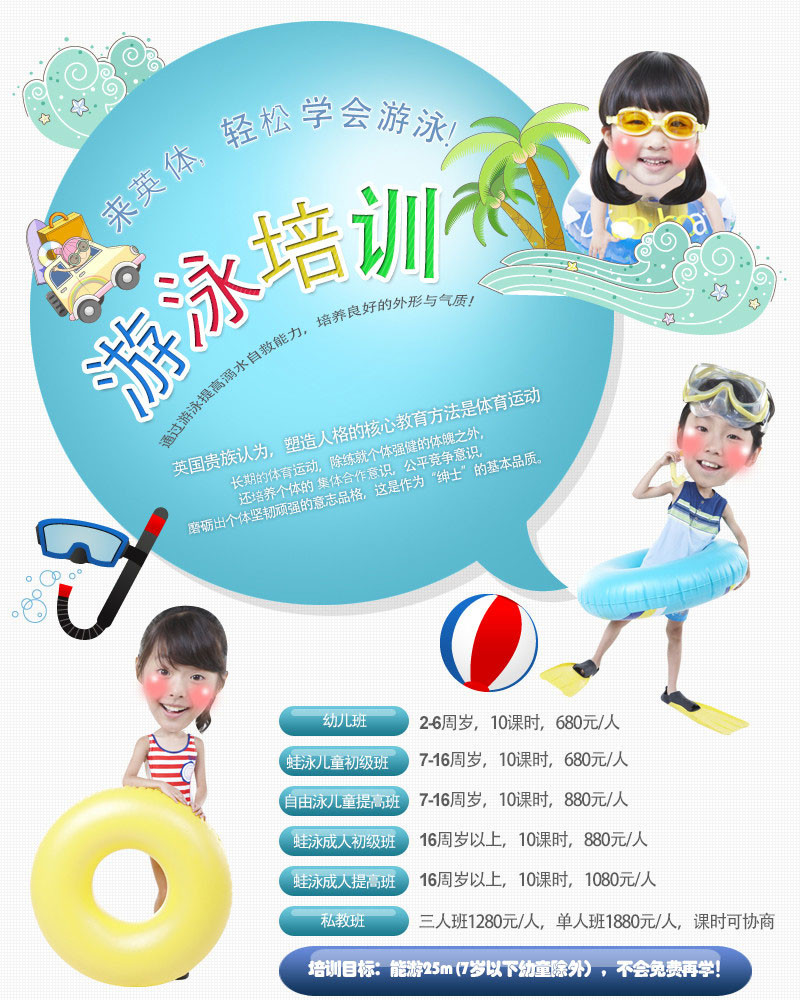 来英体，轻松学会游泳！
游泳培训
通过游泳提高溺水自救能力，培养良好的外形与气质！
英国贵族认为，塑造人格的核心教育方法是体育运动
长期的体育运动，除练就个体强健的体魄之外，
还培养个体的 集体合作意识，公平竞争意识，
磨砺出个体坚韧顽强的意志品格，这是作为“绅士”的基本品质。
幼儿班 2-6周岁，10课时，680元/人
蛙泳儿童初级班 7-16周岁，10课时，680元/人
自由泳儿童提高班 7-16周岁，10课时，880元/人
蛙泳成人初级班 16周岁以上，10课时，880元/人
蛙泳成人提高班 16周岁以上，10课时，1080元/人
私教班 三人班1280元/人，单人班1880元/人，课时可协商
培训目标：能游25m (7岁以下幼童除外），不会免费再学！